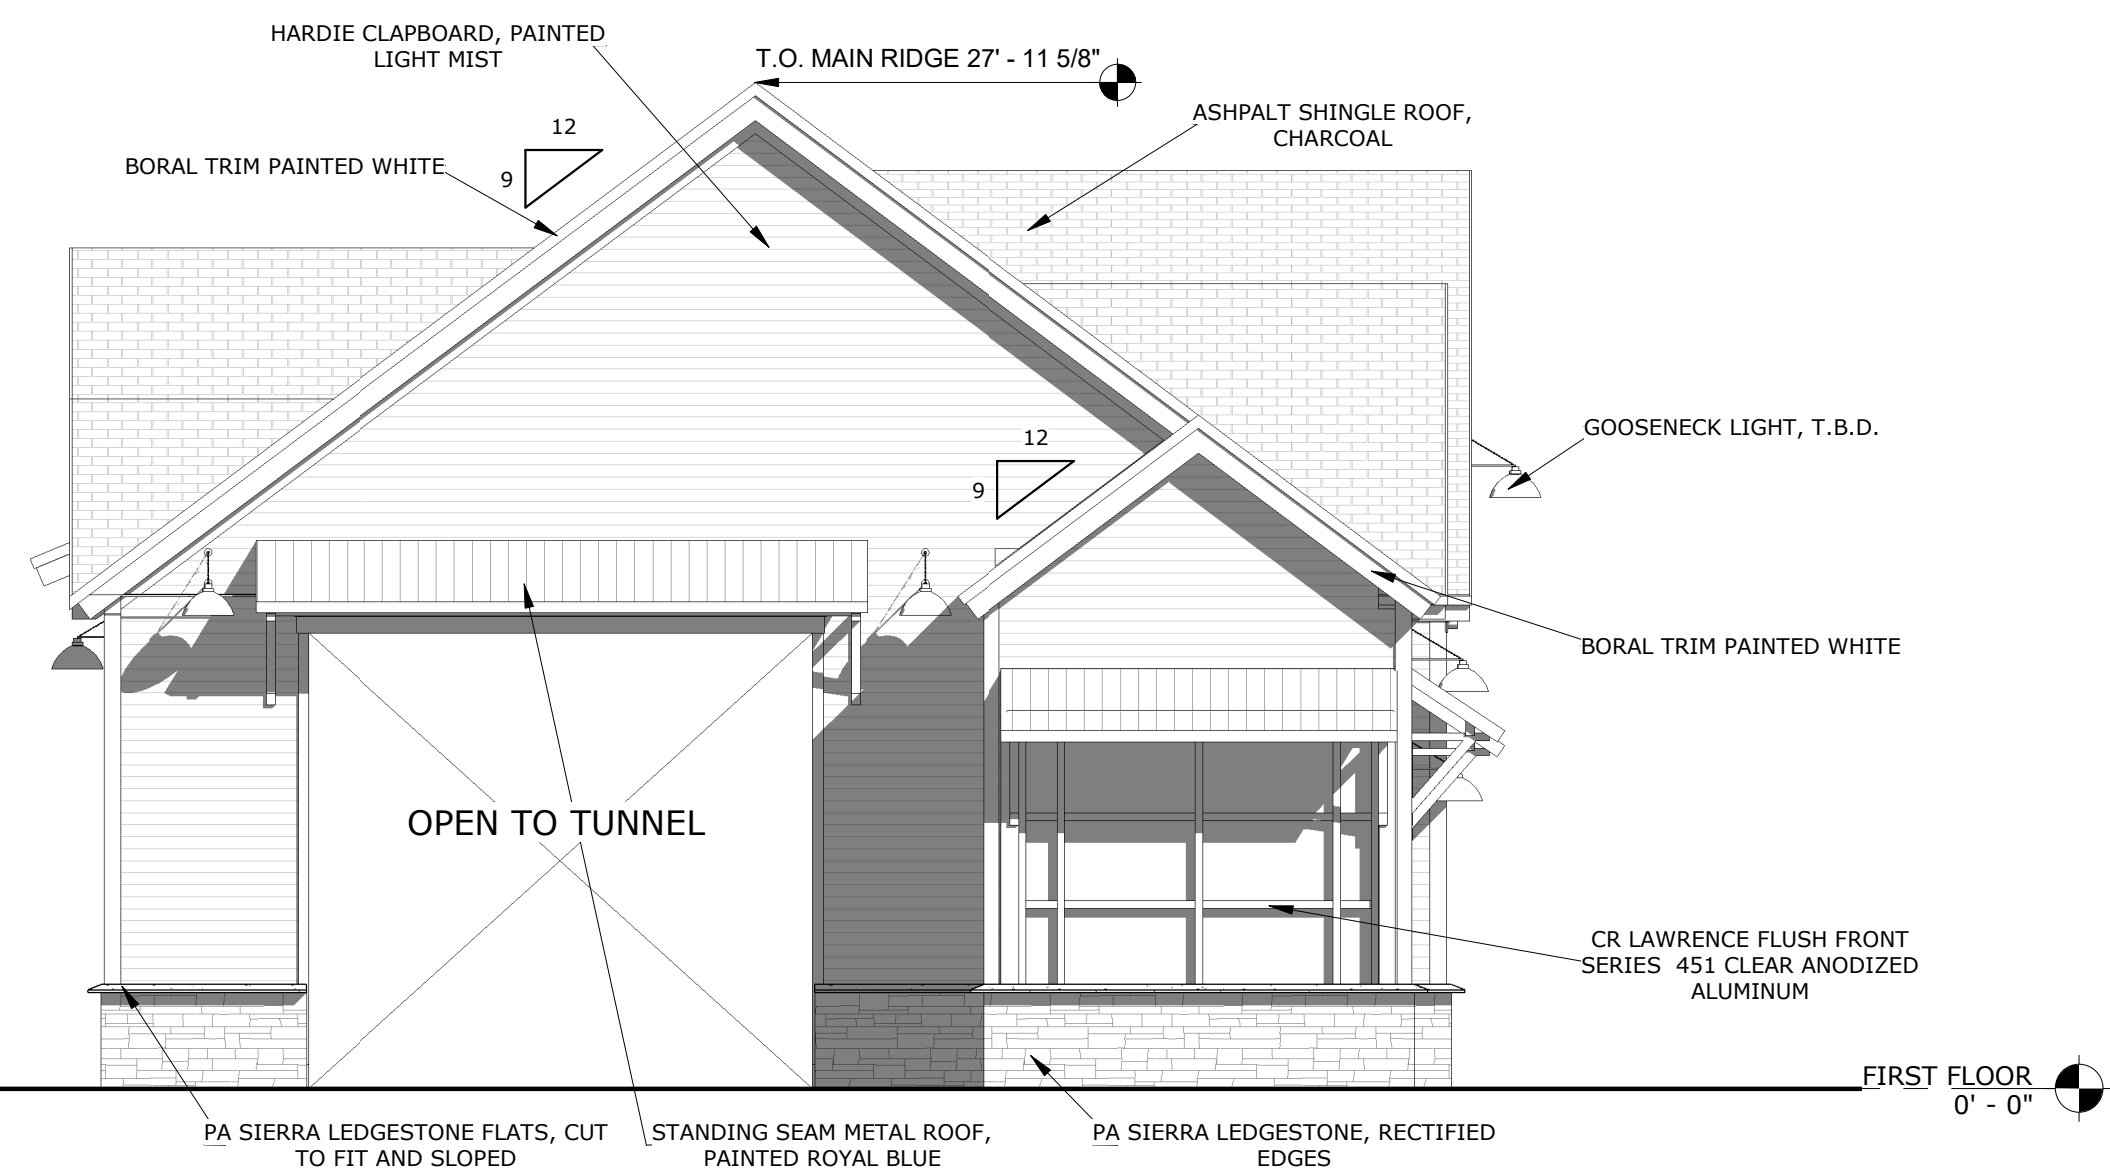 HARDIE CLAPBOARD, PAINTED
LIGHT MIST
T.O. MAIN RIDGE 27' - 11 5/8"
ASHPALT SHINGLE ROOF,
CHARCOAL
12
9
BORAL TRIM PAINTED WHITE
GOOSENECK LIGHT, T.B.D.
12
9
BORAL TRIM PAINTED WHITE
OPEN TO TUNNEL
CR LAWRENCE FLUSH FRONT
SERIES 451 CLEAR ANODIZED
ALUMINUM
FIRST FLOOR
0' - 0"
PA SIERRA LEDGESTONE FLATS, CUT
TO FIT AND SLOPED
STANDING SEAM METAL ROOF,
PAINTED ROYAL BLUE
PA SIERRA LEDGESTONE, RECTIFIED
EDGES